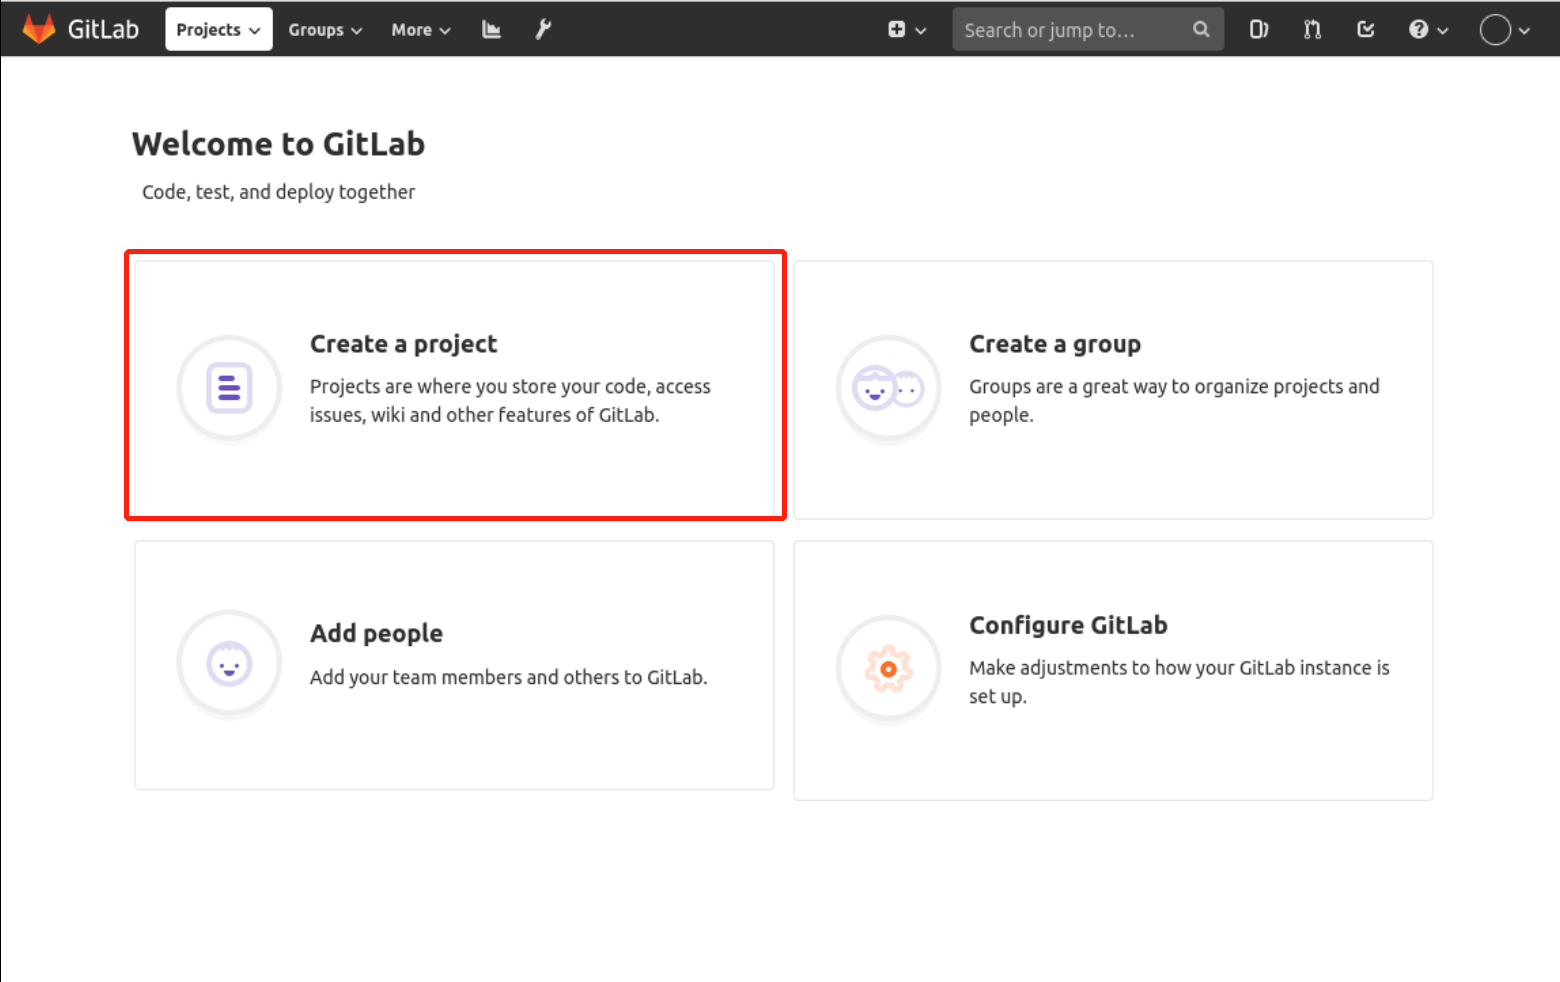 GitLab Projects Groups More Search or jump to...
Welcome to GitLab
Code, test, and deploy together
Create a project
Projects are where you store your code, access
issues, wiki and other features of GitLab.
Create a group
Groups are a great way to organize projects and
people.
Add people
Add your team members and others to GitLab.
Configure GitLab
Make adjustments to how your GitLab instance is
set up.